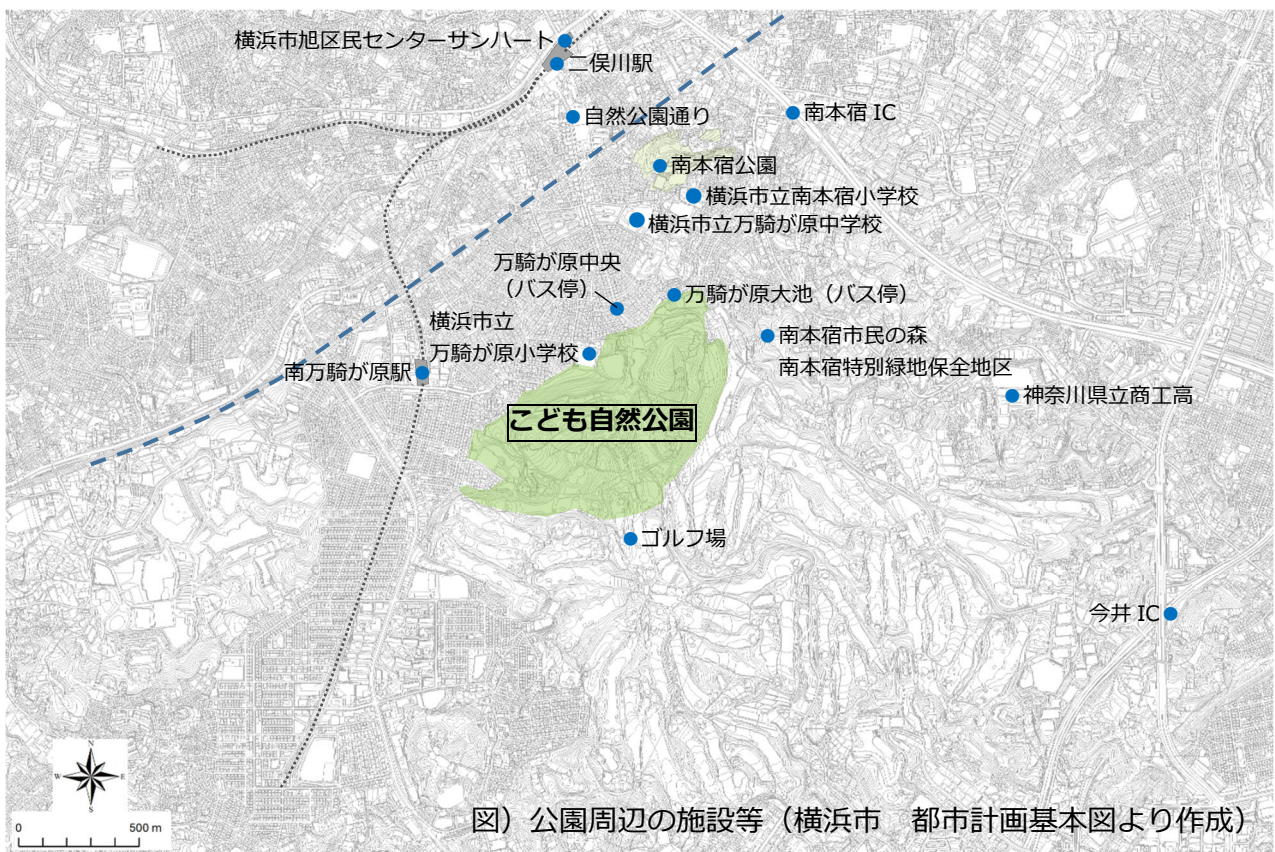 横浜市旭区民センターサンハート
二俣川駅
自然公園通り
南本宿 IC
南本宿公園
横浜市立南本宿小学校
横浜市立万騎が原中学校
万騎が原中央
（バス停）
万騎が原大池（バス停）
横浜市立
万騎が原小学校
南本宿市民の森
南本宿特別緑地保全地区
南万騎が原駅
神奈川県立商工高
こども自然公園
ゴルフ場
今井 IC
N
W E
S
0 500 m
図）公園周辺の施設等（横浜市　都市計画基本図より作成）